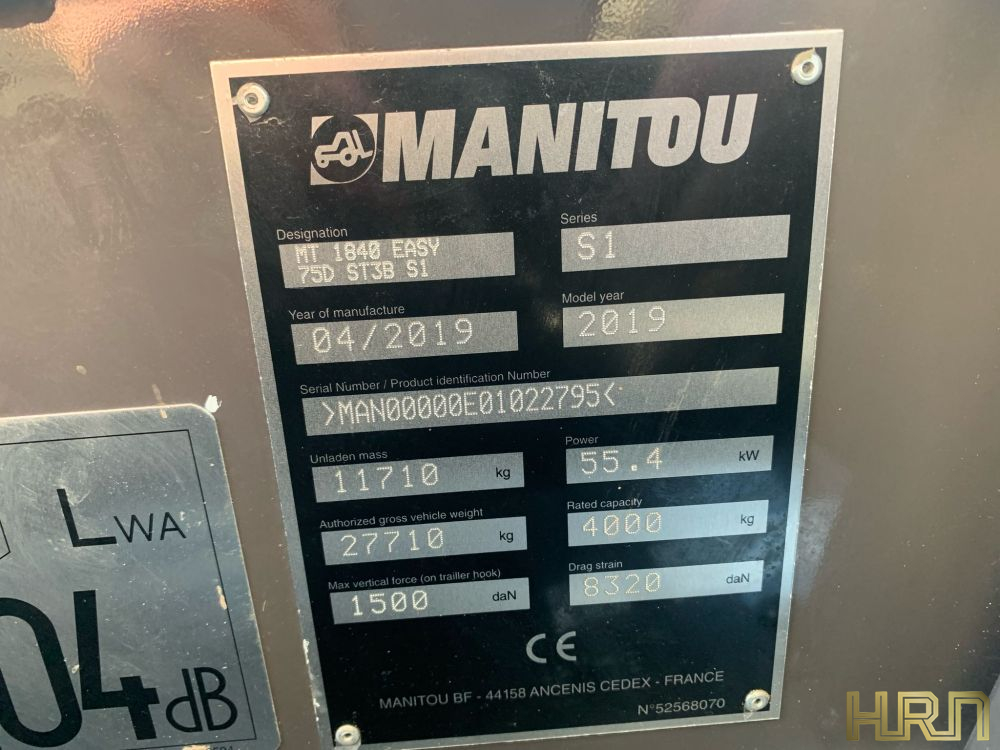 MANITOU
Designation
MT 1840 EASY
75D ST3B S1
Series
S1
Year of manufacture
04/2019
Model year
2019
Serial Number / Product identification Number
>MAN00000E01022795<
Unladen mass
11710 kg
Power
55.4 kW
Authorized gross vehicle weight
27710 kg
Rated capacity
4000 kg
Max vertical force (on trailler hook)
1500 daN
Drag strain
8320 daN
CE
MANITOU BF - 44158 ANCENIS CEDEX - FRANCE
N°52568070
LWA
04 dB
HRN